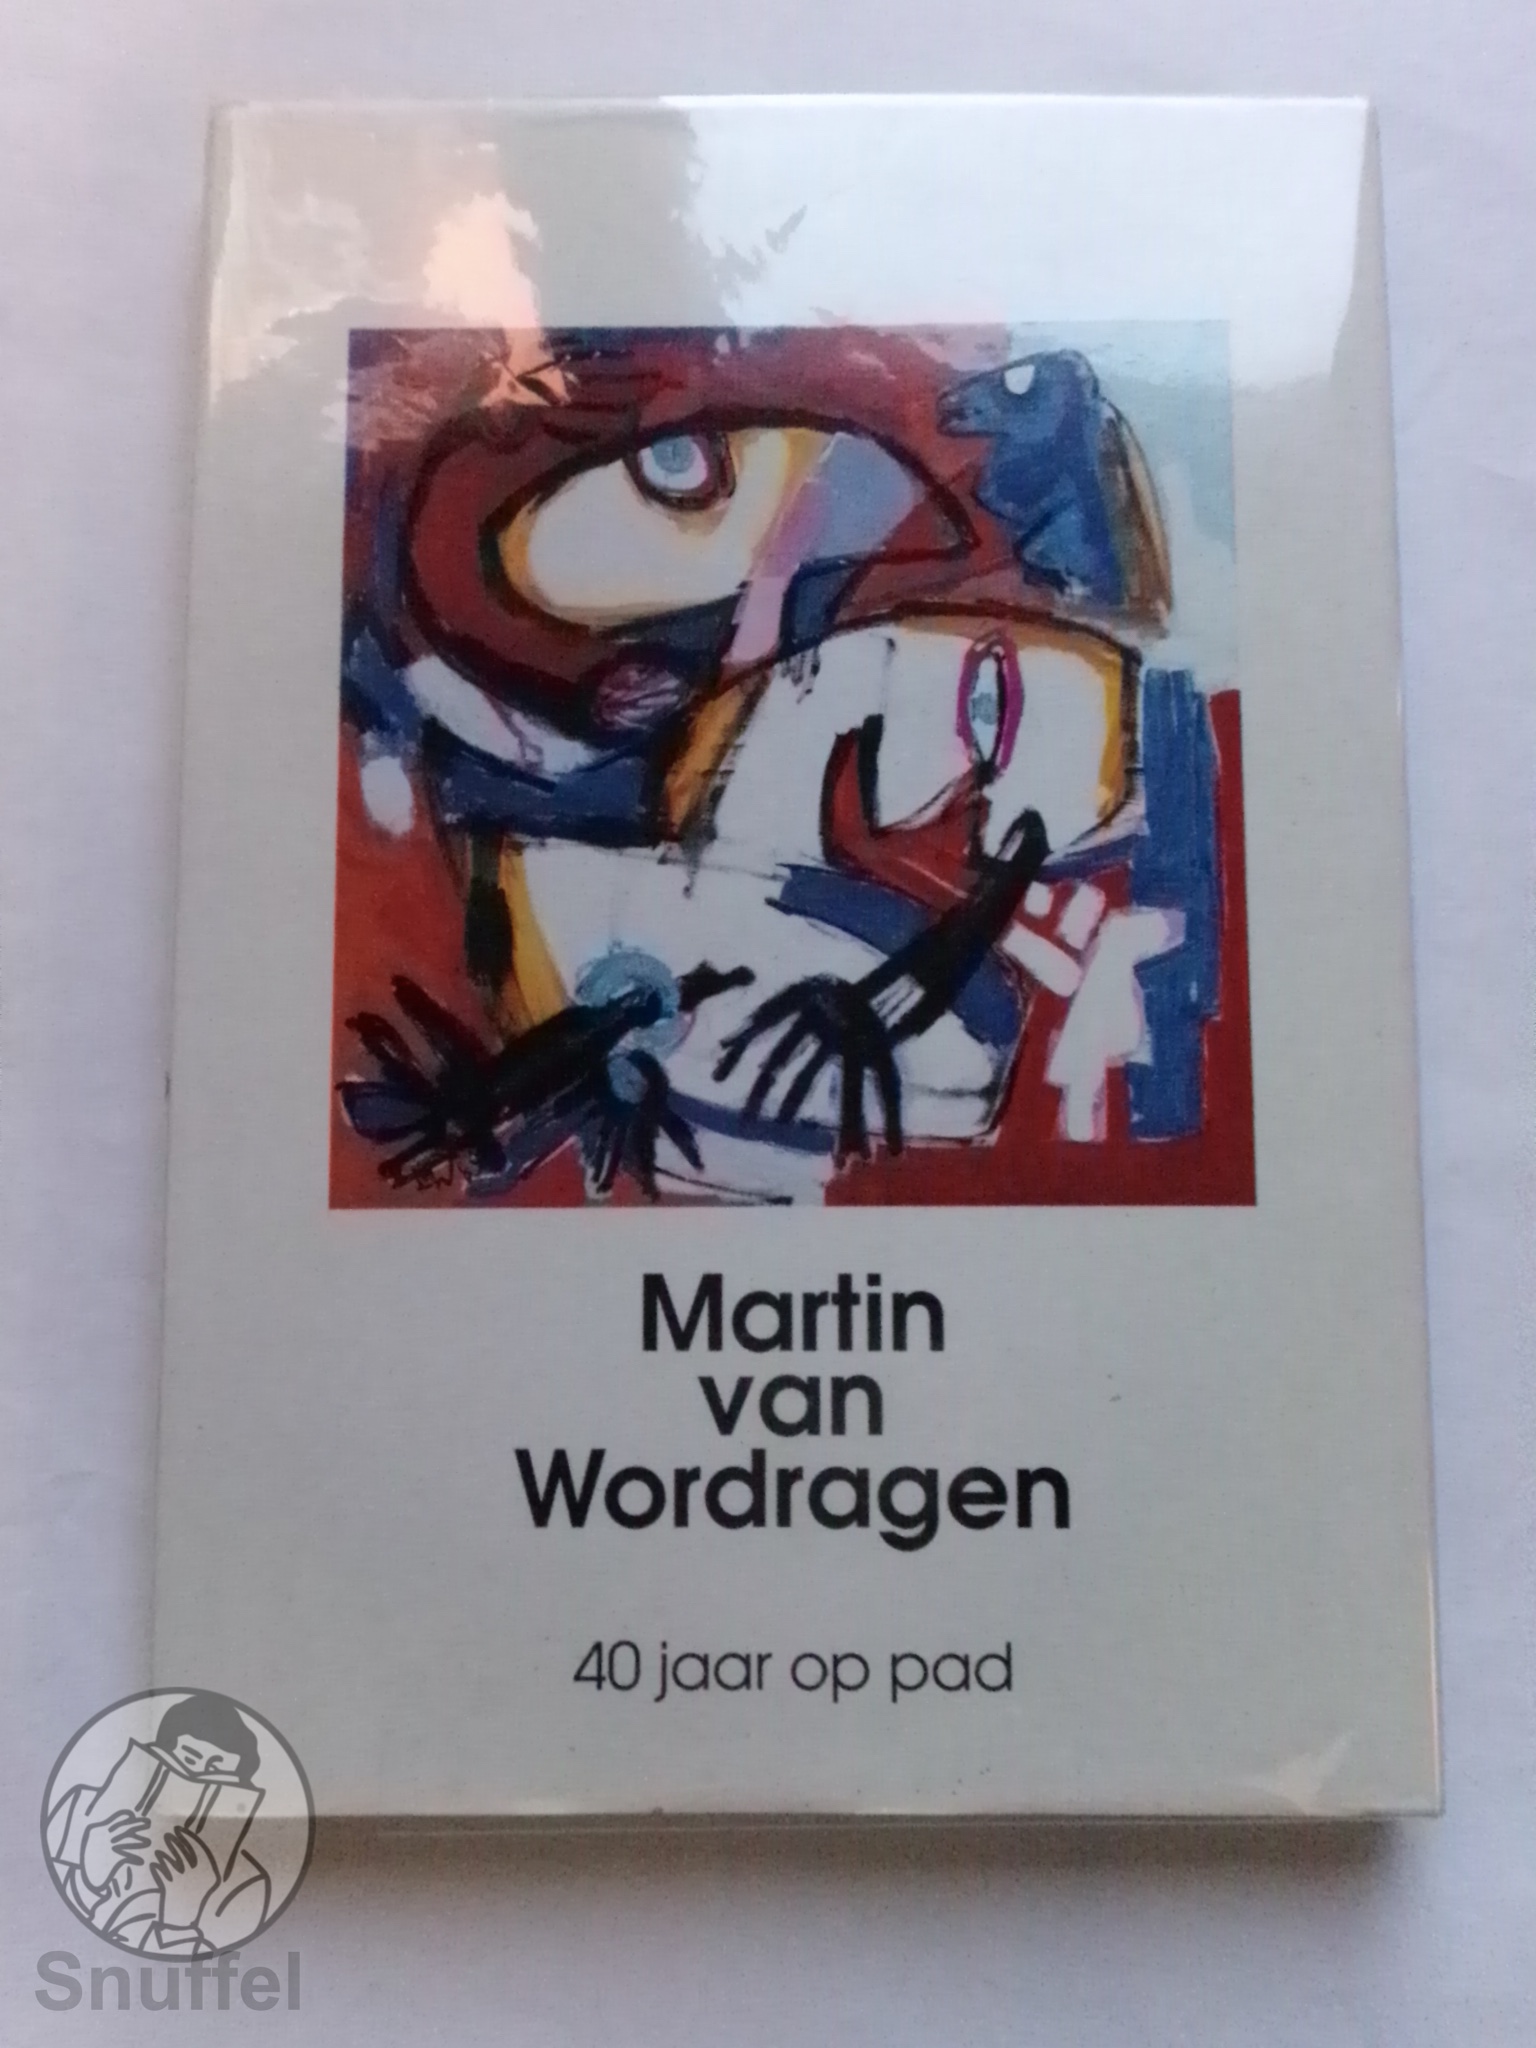 Martin
van
Wordragen
40 jaar op pad
Snuffel